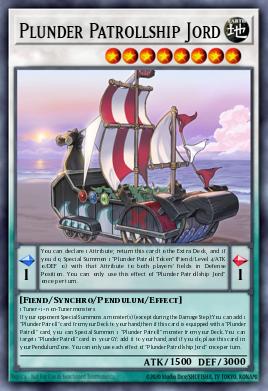 PLUNDER PATROLLSHIP JORD
EARTH
地
You can declare 1 Attribute; return this card to the Extra Deck, and if
you do, Special Summon 1 "Plunder Patroll Token" (Fiend/Level 4/ATK
0/DEF 0) with that Attribute to both players' fields in Defense
Position. You can only use this effect of "Plunder Patrollship Jord"
once per turn.
1
1
[FIEND/SYNCHRO/PENDULUM/EFFECT]
1 Tuner + 1+ non-Tuner monsters
If your opponent Special Summons a monster(s) (except during the Damage Step): You can add 1
"Plunder Patroll" card from your Deck to your hand, then if this card is equipped with a "Plunder
Patroll" card, you can Special Summon 1 "Plunder Patroll" monster from your Deck. You can
target 1 "Plunder Patroll" card in your GY; add it to your hand, and if you do, place this card in
your Pendulum Zone. You can only use each effect of "Plunder Patrollship Jord" once per turn.
ATK/1500 DEF/3000